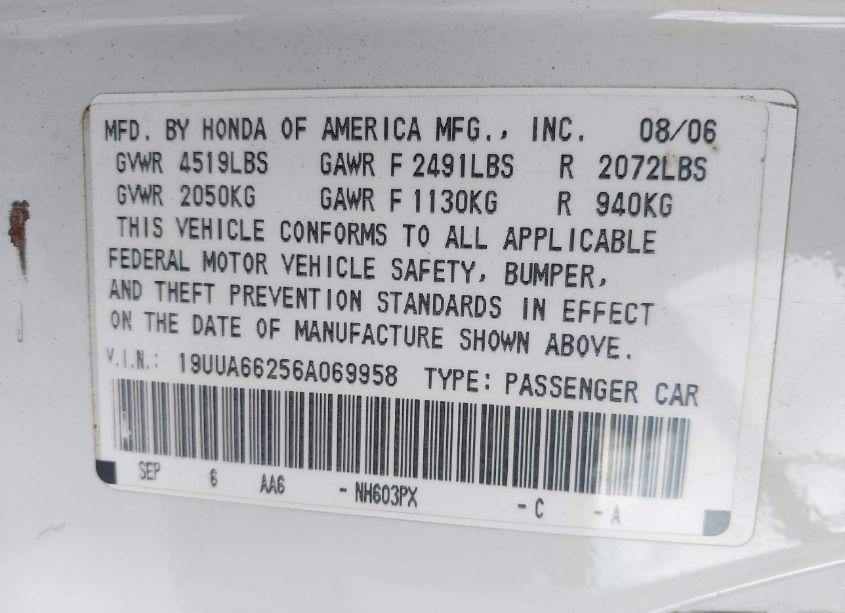 MFD. BY HONDA OF AMERICA MFG., INC. 08/06
GVWR 4519LBS GAWR F 2491LBS R 2072LBS
GVWR 2050KG GAWR F 1130KG R 940KG
THIS VEHICLE CONFORMS TO ALL APPLICABLE
FEDERAL MOTOR VEHICLE SAFETY, BUMPER,
AND THEFT PREVENTION STANDARDS IN EFFECT
ON THE DATE OF MANUFACTURE SHOWN ABOVE.
V.I.N.: 19UUA66256A069958 TYPE: PASSENGER CAR
SEP 6 AA6 - NH603PX - C - A